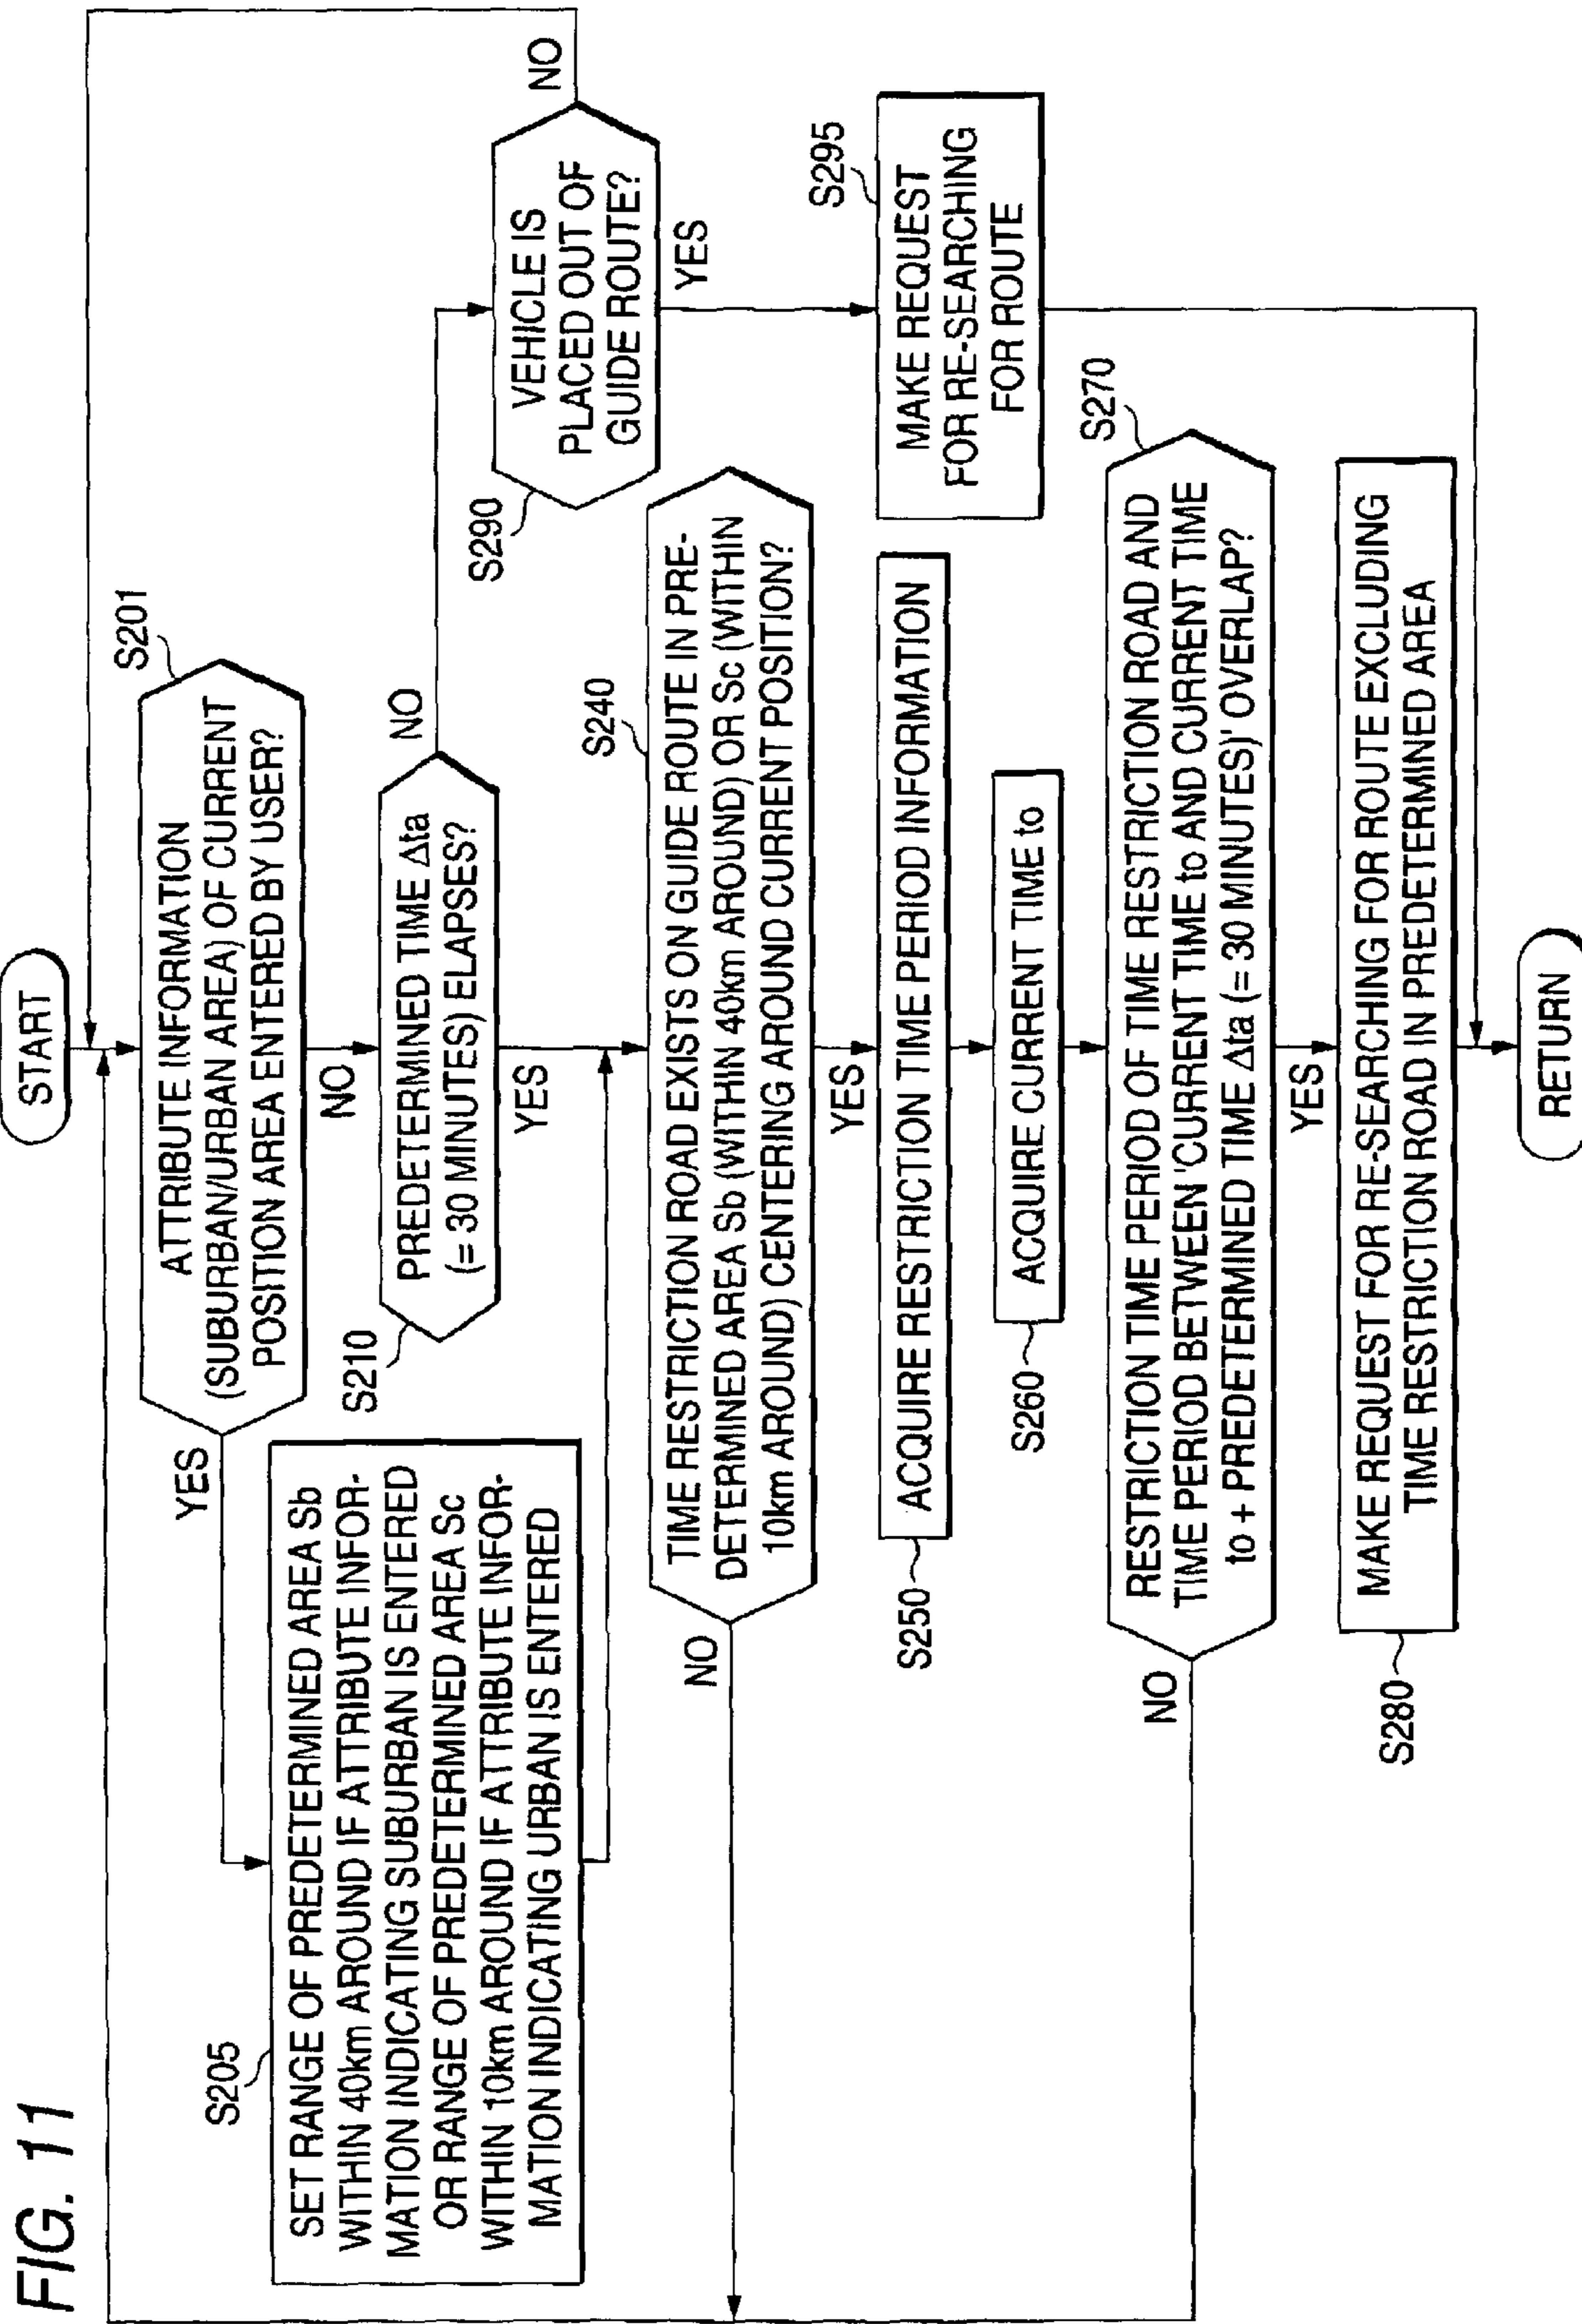 FIG. 11
START
S201
ATTRIBUTE INFORMATION
(SUBURBAN/URBAN AREA) OF CURRENT
POSITION AREA ENTERED BY USER?
YES
NO
S205
SET RANGE OF PREDETERMINED AREA Sb
WITHIN 40km AROUND IF ATTRIBUTE INFOR-
MATION INDICATING SUBURBAN IS ENTERED
OR RANGE OF PREDETERMINED AREA Sc
WITHIN 10km AROUND IF ATTRIBUTE INFOR-
MATION INDICATING URBAN IS ENTERED
S210
PREDETERMINED TIME Δta
(= 30 MINUTES) ELAPSES?
NO
YES
S290
VEHICLE IS
PLACED OUT OF
GUIDE ROUTE?
NO
YES
S240
TIME RESTRICTION ROAD EXISTS ON GUIDE ROUTE IN PRE-
DETERMINED AREA Sb (WITHIN 40km AROUND) OR Sc (WITHIN
10km AROUND) CENTERING AROUND CURRENT POSITION?
NO
YES
S295
MAKE REQUEST
FOR RE-SEARCHING
FOR ROUTE
S250
ACQUIRE RESTRICTION TIME PERIOD INFORMATION
S260
ACQUIRE CURRENT TIME to
S270
RESTRICTION TIME PERIOD OF TIME RESTRICTION ROAD AND
TIME PERIOD BETWEEN 'CURRENT TIME to AND CURRENT TIME
to + PREDETERMINED TIME Δta (= 30 MINUTES)' OVERLAP?
NO
YES
S280
MAKE REQUEST FOR RE-SEARCHING FOR ROUTE EXCLUDING
TIME RESTRICTION ROAD IN PREDETERMINED AREA
RETURN